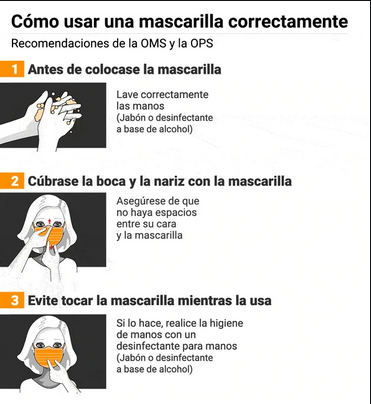 Cómo usar una mascarilla correctamente
Recomendaciones de la OMS y la OPS
1 Antes de colocase la mascarilla
Lave correctamente
las manos
(Jabón o desinfectante
a base de alcohol)
2 Cúbrase la boca y la nariz con la mascarilla
Asegúrese de que
no haya espacios
entre su cara
y la mascarilla
3 Evite tocar la mascarilla mientras la usa
Si lo hace, realice la higiene
de manos con un
desinfectante para manos
(Jabón o desinfectante
a base de alcohol)